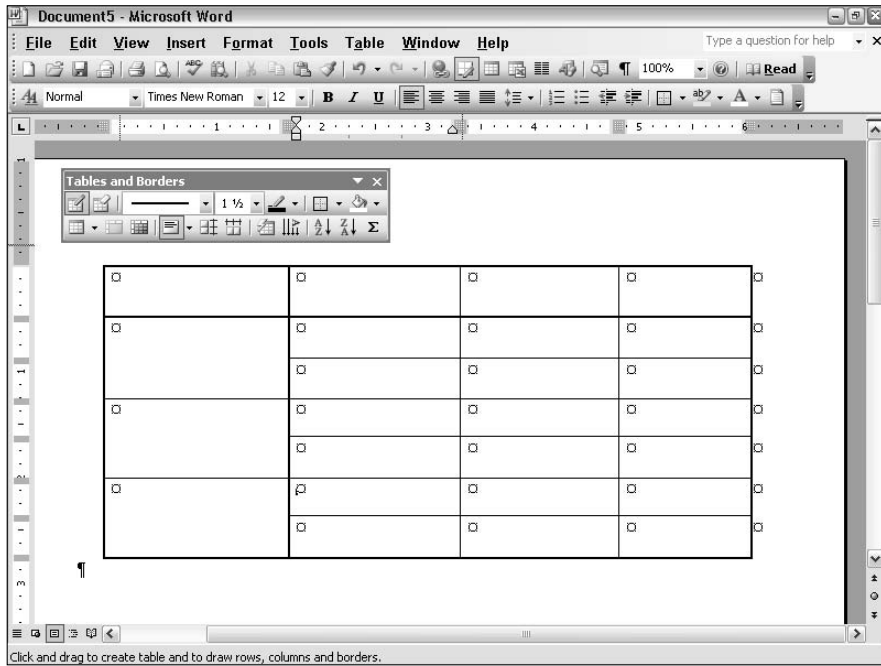 Document5 - Microsoft Word
File Edit View Insert Format Tools Table Window Help Type a question for help
100% Read
Normal Times New Roman 12 B I U A
1 2 3 4 5 6
Tables and Borders
1 ½
¶
Click and drag to create table and to draw rows, columns and borders.